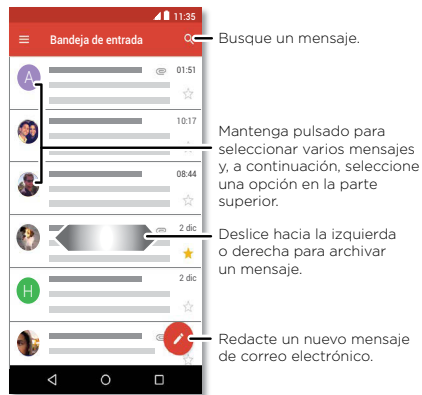 11:35
Bandeja de entrada
Busque un mensaje.
A
01:51
10:17
Mantenga pulsado para
seleccionar varios mensajes
y, a continuación, seleccione
una opción en la parte
superior.
08:44
2 dic
Deslice hacia la izquierda
o derecha para archivar
un mensaje.
H
2 dic
Redacte un nuevo mensaje
de correo electrónico.